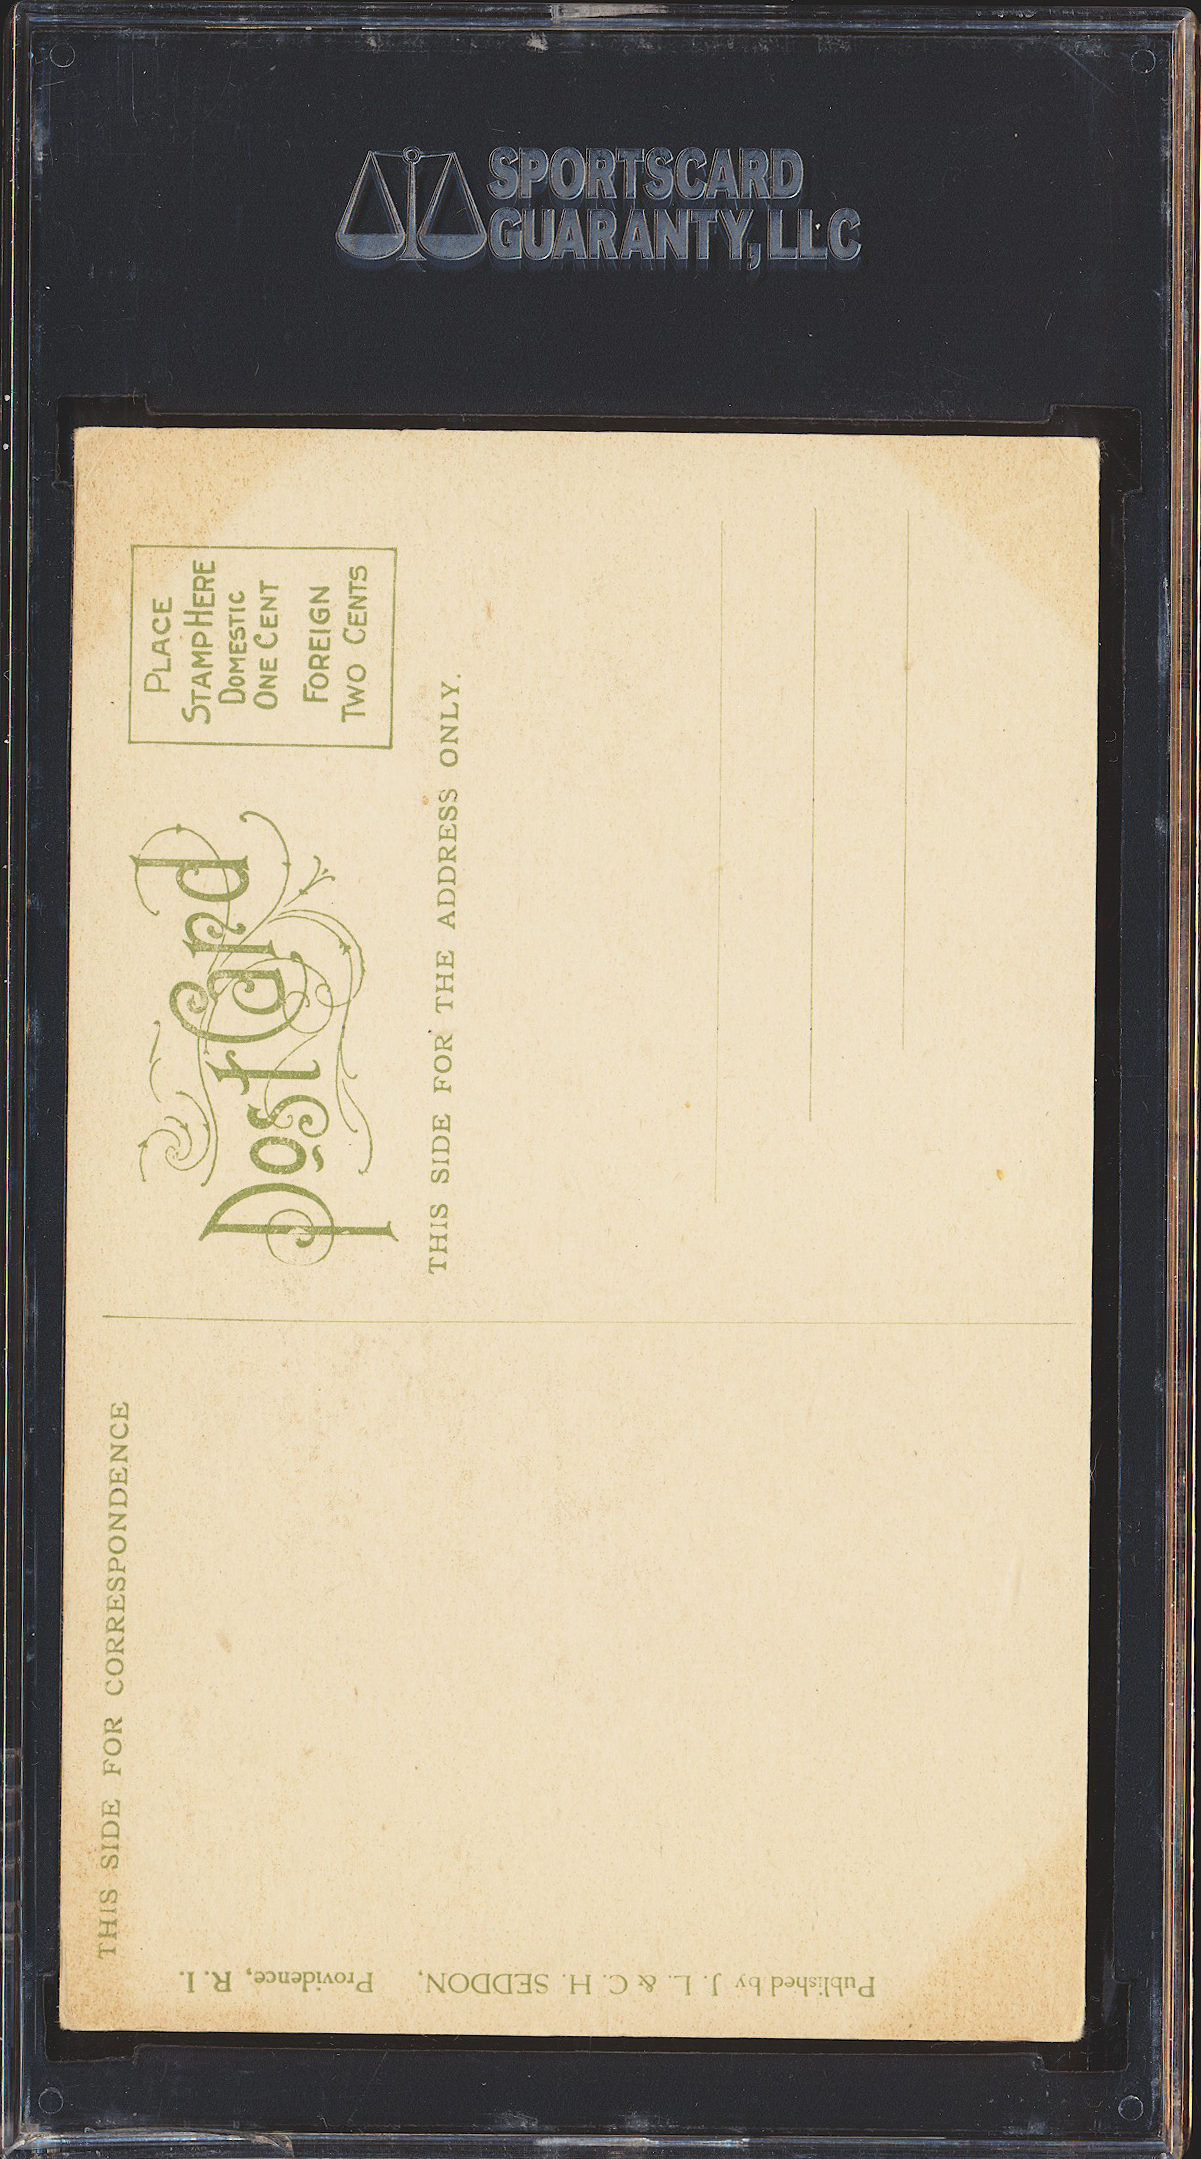 SPORTSCARD
GUARANTY, LLC
PLACE
STAMP HERE
DOMESTIC
ONE CENT
FOREIGN
TWO CENTS
Post Card
THIS SIDE FOR THE ADDRESS ONLY.
THIS SIDE FOR CORRESPONDENCE
Published by J. L. & C. H. SEDDON, Providence, R. I.